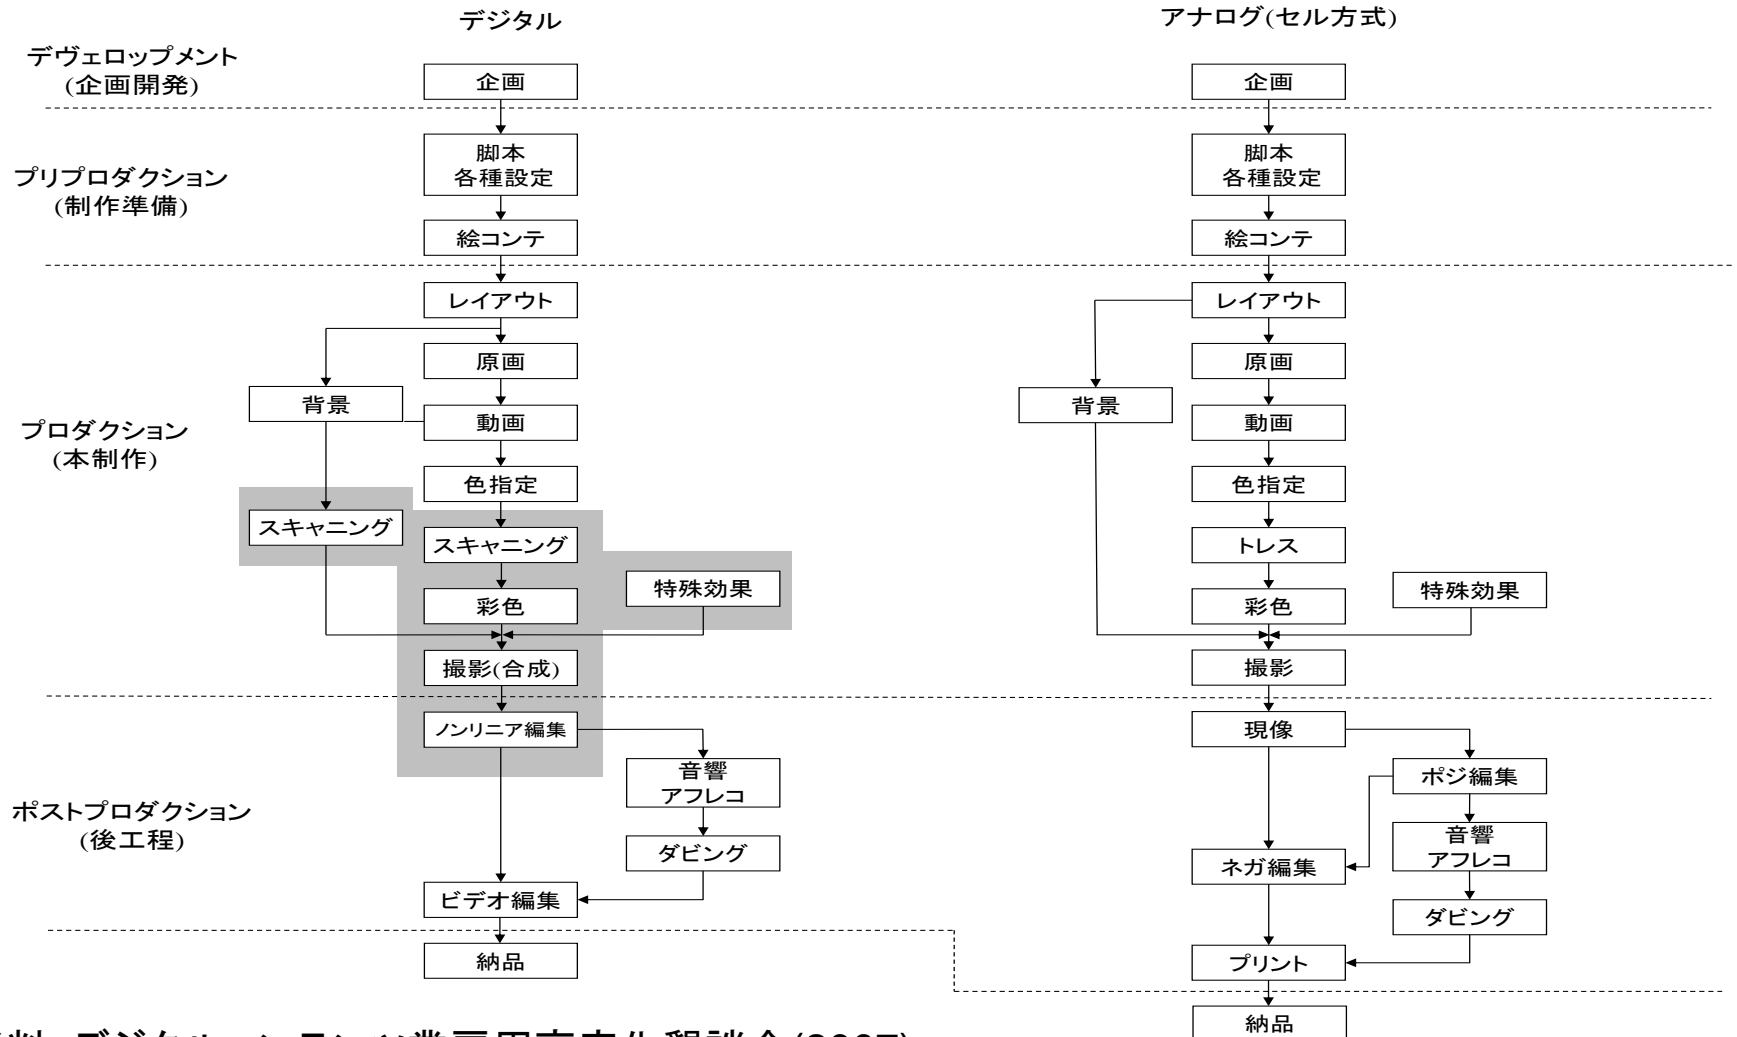 デジタル
アナログ(セル方式)
デヴェロップメント
(企画開発)
企画
企画
プリプロダクション
(制作準備)
脚本
各種設定
絵コンテ
脚本
各種設定
絵コンテ
プロダクション
(本制作)
レイアウト
原画
背景
動画
色指定
スキャニング
スキャニング
特殊効果
彩色
撮影(合成)
レイアウト
原画
背景
動画
色指定
トレス
特殊効果
彩色
撮影
ポストプロダクション
(後工程)
ノンリニア編集
音響
アフレコ
ダビング
ビデオ編集
納品
現像
ポジ編集
音響
アフレコ
ネガ編集
ダビング
プリント
納品